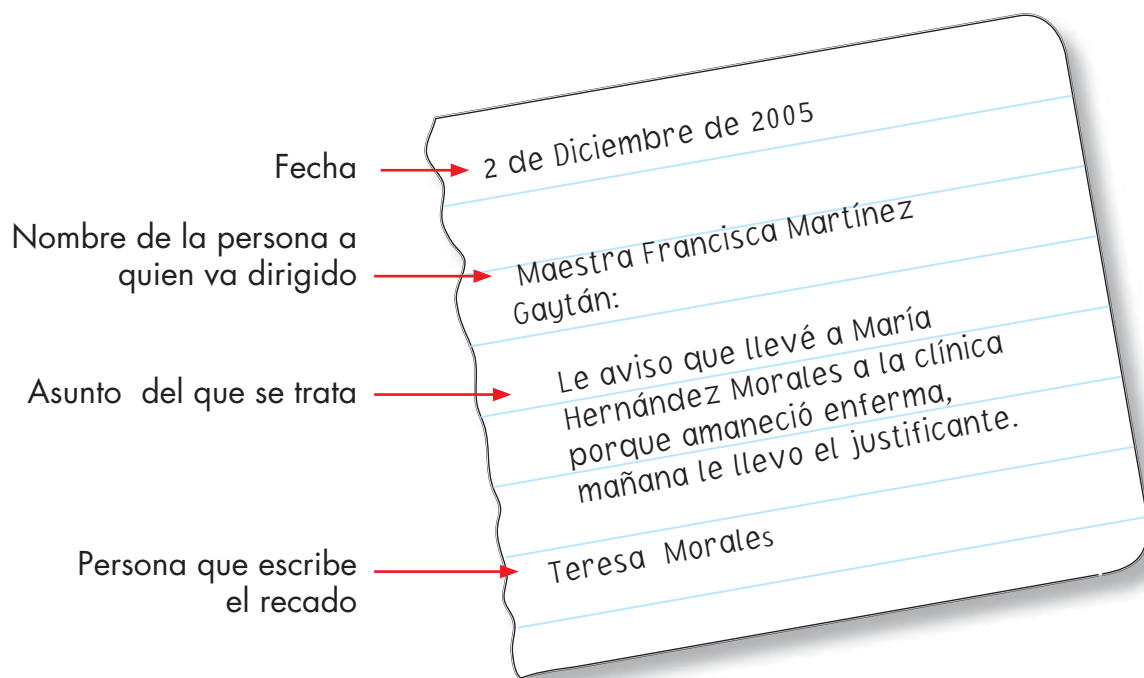 Fecha
2 de Diciembre de 2005
Nombre de la persona a
quien va dirigido
Maestra Francisca Martínez
Gaytán:
Asunto del que se trata
Le aviso que llevé a María
Hernández Morales a la clínica
porque amaneció enferma,
mañana le llevo el justificante.
Persona que escribe
el recado
Teresa Morales